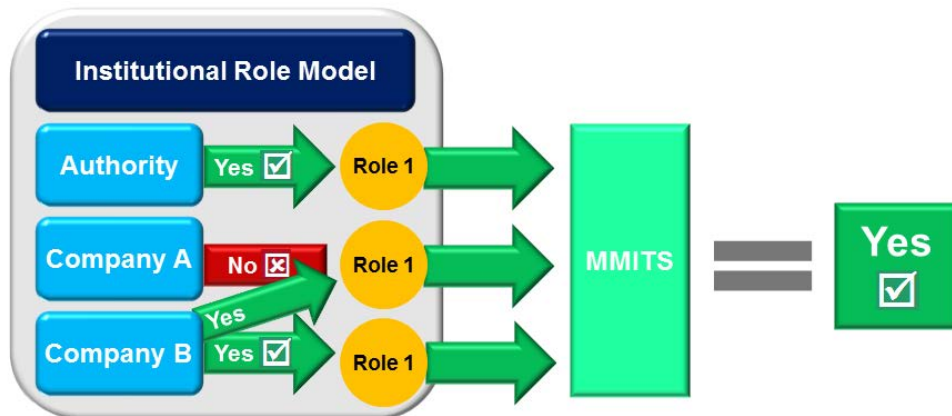 Institutional Role Model
Authority
Yes
Role 1
Company A
No
Role 1
MMITS
Yes
Yes
Company B
Yes
Role 1